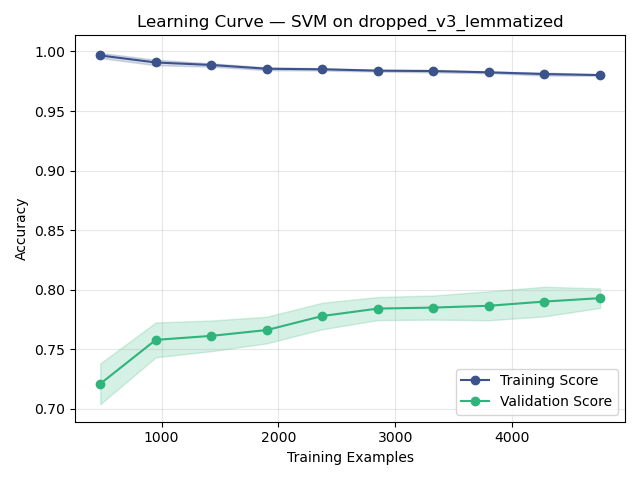 Learning Curve — SVM on dropped_v3_lemmatized
Accuracy
1.00
0.95
0.90
0.85
0.80
0.75
0.70
1000 2000 3000 4000
Training Examples
Training Score
Validation Score